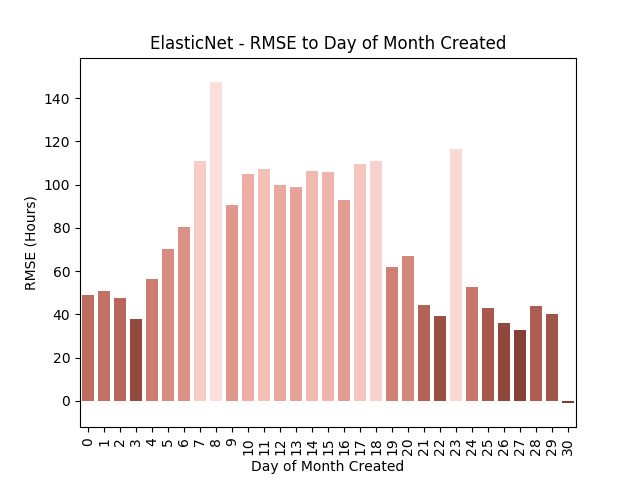 ElasticNet - RMSE to Day of Month Created
RMSE (Hours)
140
120
100
80
60
40
20
0
0 1 2 3 4 5 6 7 8 9 10 11 12 13 14 15 16 17 18 19 20 21 22 23 24 25 26 27 28 29 30
Day of Month Created